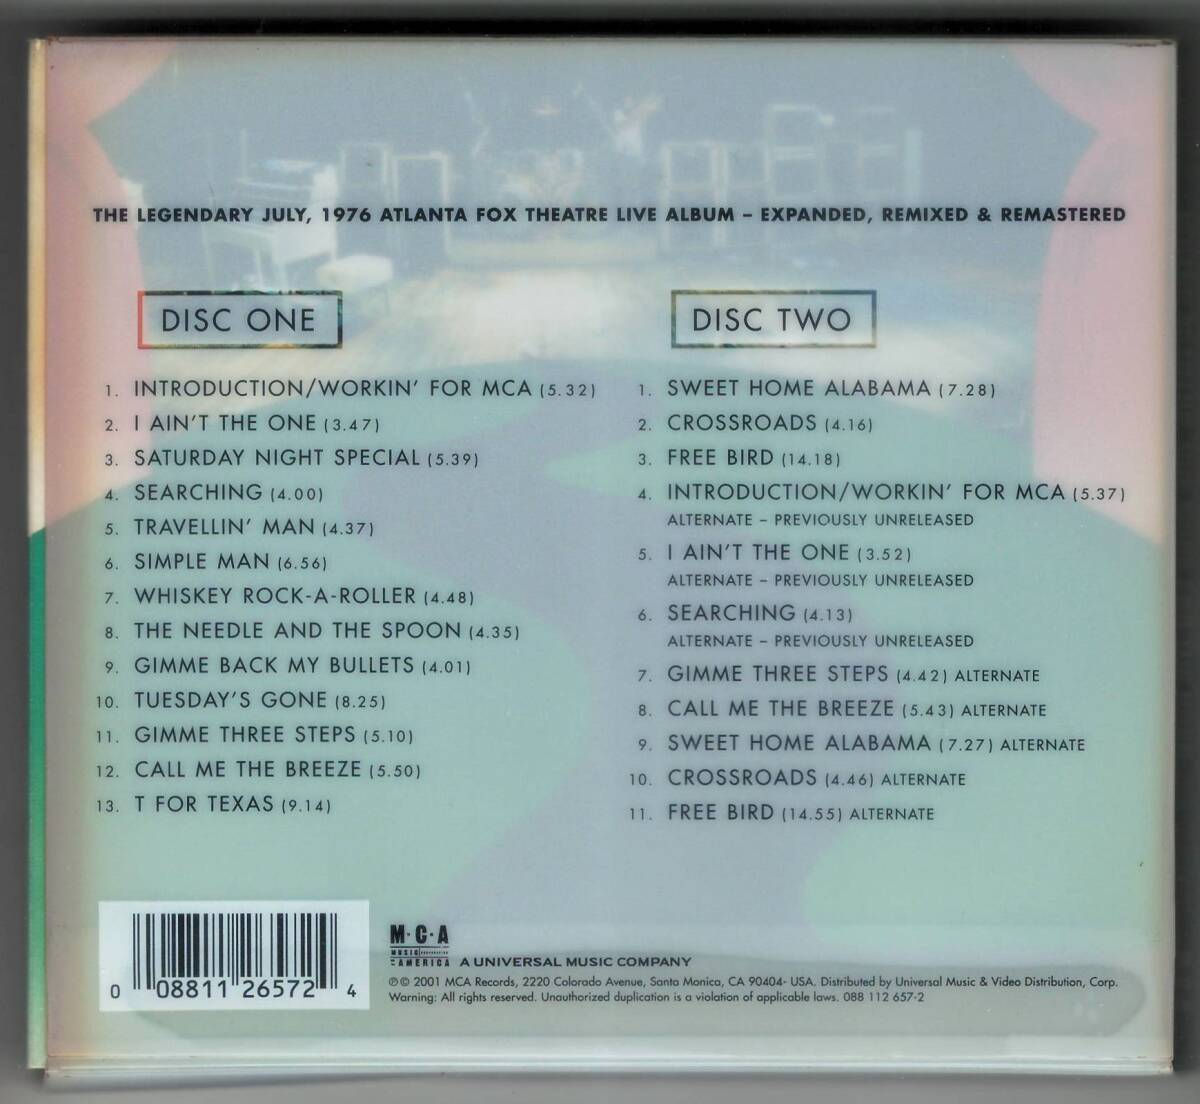 THE LEGENDARY JULY, 1976 ATLANTA FOX THEATRE LIVE ALBUM – EXPANDED, REMIXED & REMASTERED
DISC ONE
1. INTRODUCTION/WORKIN' FOR MCA (5.32)
2. I AIN'T THE ONE (3.47)
3. SATURDAY NIGHT SPECIAL (5.39)
4. SEARCHING (4.00)
5. TRAVELLIN' MAN (4.37)
6. SIMPLE MAN (6.56)
7. WHISKEY ROCK-A-ROLLER (4.48)
8. THE NEEDLE AND THE SPOON (4.35)
9. GIMME BACK MY BULLETS (4.01)
10. TUESDAY'S GONE (8.25)
11. GIMME THREE STEPS (5.10)
12. CALL ME THE BREEZE (5.50)
13. T FOR TEXAS (9.14)
DISC TWO
1. SWEET HOME ALABAMA (7.28)
2. CROSSROADS (4.16)
3. FREE BIRD (14.18)
4. INTRODUCTION/WORKIN' FOR MCA (5.37)
ALTERNATE – PREVIOUSLY UNRELEASED
5. I AIN'T THE ONE (3.52)
ALTERNATE – PREVIOUSLY UNRELEASED
6. SEARCHING (4.13)
ALTERNATE – PREVIOUSLY UNRELEASED
7. GIMME THREE STEPS (4.42) ALTERNATE
8. CALL ME THE BREEZE (5.43) ALTERNATE
9. SWEET HOME ALABAMA (7.27) ALTERNATE
10. CROSSROADS (4.46) ALTERNATE
11. FREE BIRD (14.55) ALTERNATE
0 08811 26572 4
M·C·A
MUSIC
AMERICA
A UNIVERSAL MUSIC COMPANY
℗© 2001 MCA Records, 2220 Colorado Avenue, Santa Monica, CA 90404- USA. Distributed by Universal Music & Video Distribution, Corp.
Warning: All rights reserved. Unauthorized duplication is a violation of applicable laws. 088 112 657-2